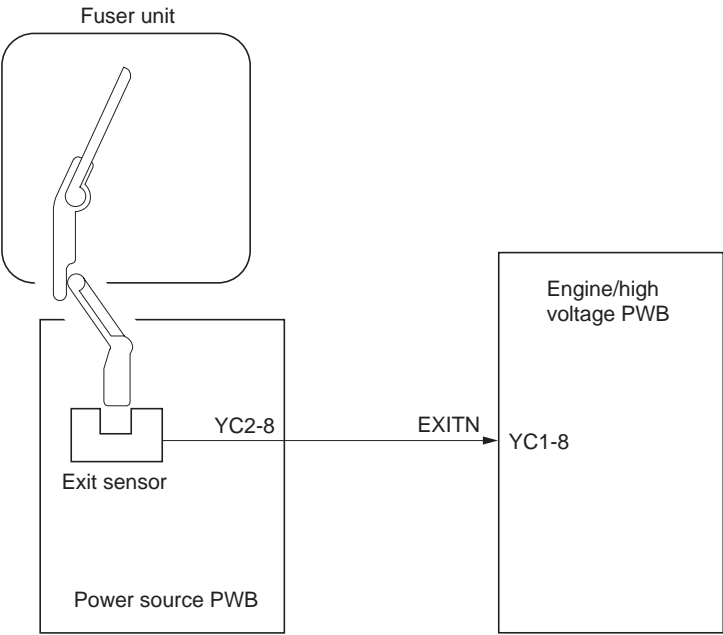 Fuser unit
Engine/high
voltage PWB
YC2-8
EXITN
YC1-8
Exit sensor
Power source PWB